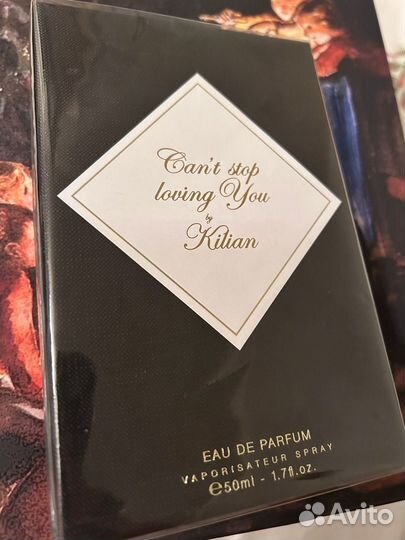 Can't stop
loving You
by
Kilian
EAU DE PARFUM
VAPORISATEUR SPRAY
℮50ml - 1.7fl.oz.
Avito